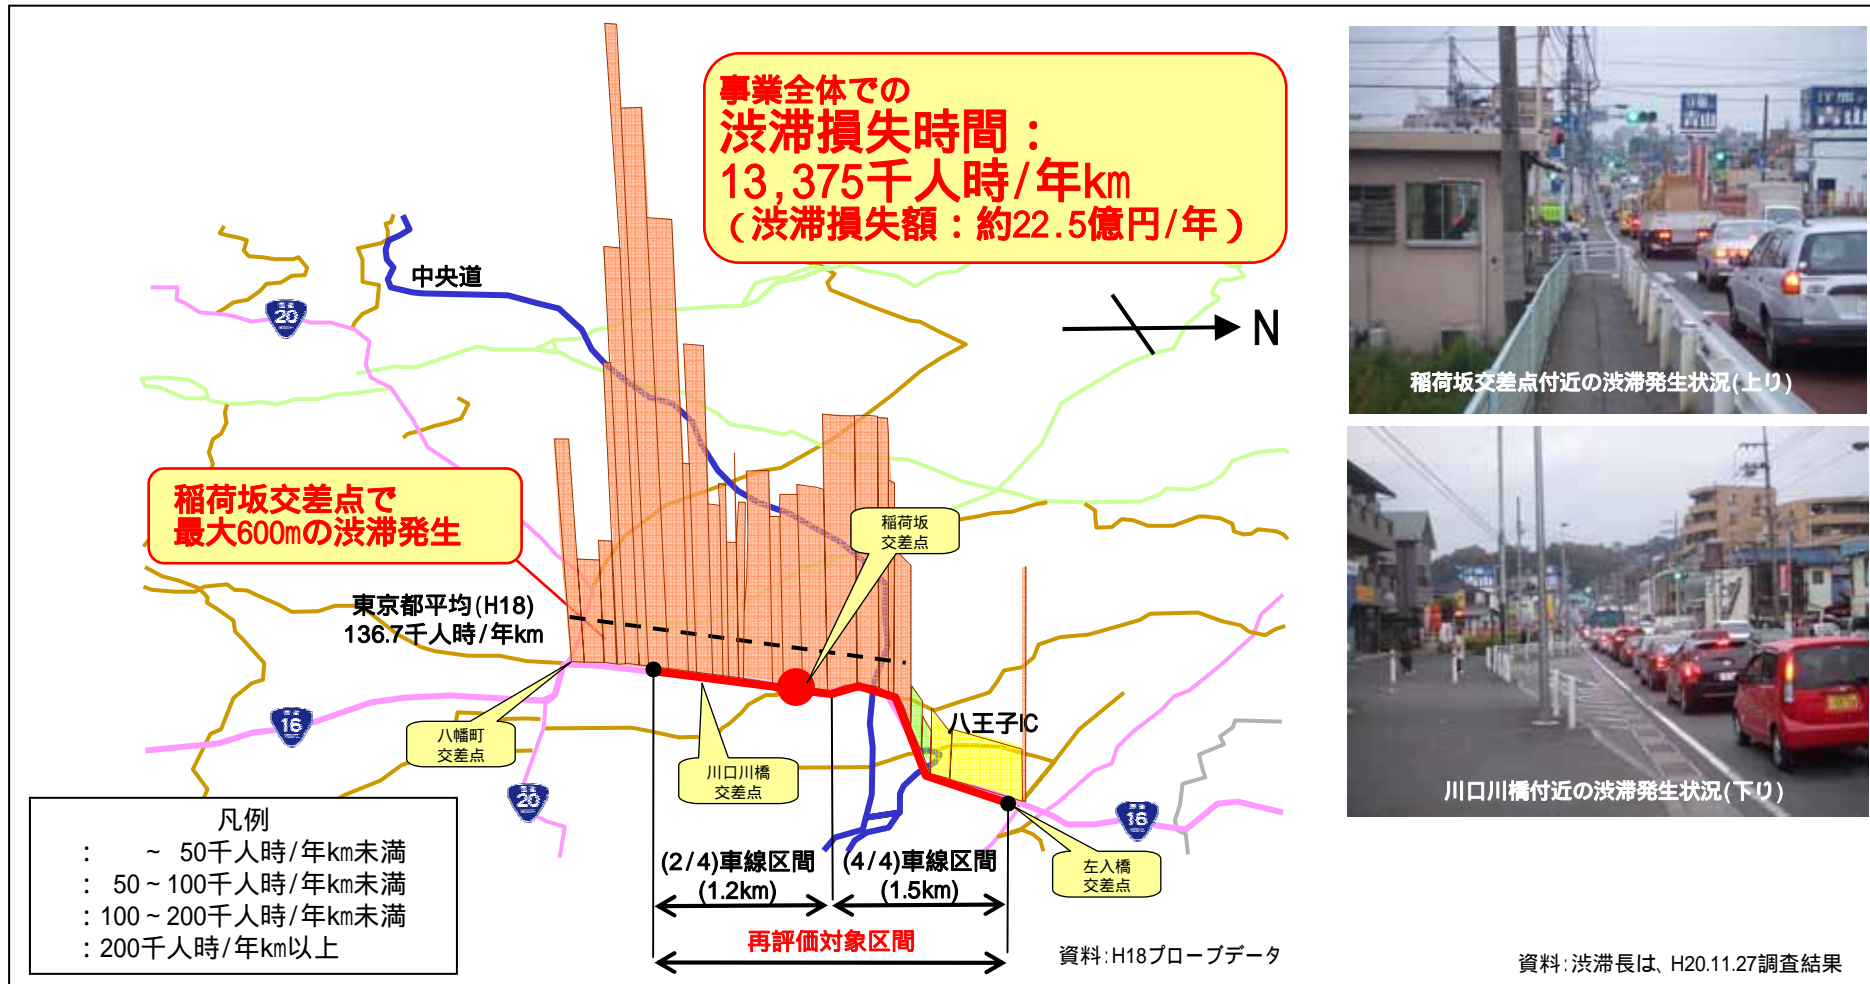 事業全体での
渋滞損失時間：
13,375千人時/年km
（渋滞損失額：約22.5億円/年）
中央道
国道
20
N
稲荷坂交差点で
最大600mの渋滞発生
稲荷坂
交差点
東京都平均(H18)
136.7千人時/年km
16
八幡町
交差点
20
川口川橋
交差点
八王子IC
16
左入橋
交差点
(2/4)車線区間
(1.2km)
(4/4)車線区間
(1.5km)
再評価対象区間
凡例
： ~ 50千人時/年km未満
： 50~100千人時/年km未満
：100~200千人時/年km未満
：200千人時/年km以上
資料：H18プローブデータ
稲荷坂交差点付近の渋滞発生状況(上り)
川口川橋付近の渋滞発生状況(下り)
資料：渋滞長は、H20.11.27調査結果